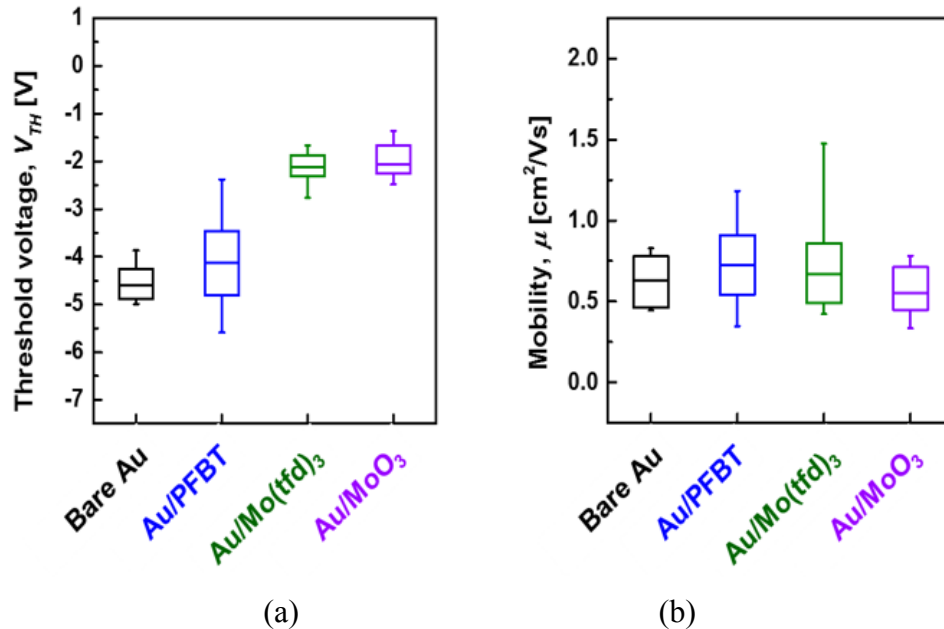 Threshold voltage, V_TH [V]
1
0
-1
-2
-3
-4
-5
-6
-7
Bare Au
Au/PFBT
Au/Mo(tfd)₃
Au/MoO₃
(a)
Mobility, μ [cm²/Vs]
2.0
1.5
1.0
0.5
0.0
Bare Au
Au/PFBT
Au/Mo(tfd)₃
Au/MoO₃
(b)